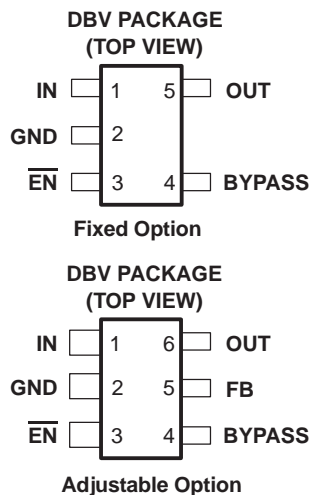 DBV PACKAGE
(TOP VIEW)
IN 1 5 OUT
GND 2
EN 3 4 BYPASS
Fixed Option
DBV PACKAGE
(TOP VIEW)
IN 1 6 OUT
GND 2 5 FB
EN 3 4 BYPASS
Adjustable Option